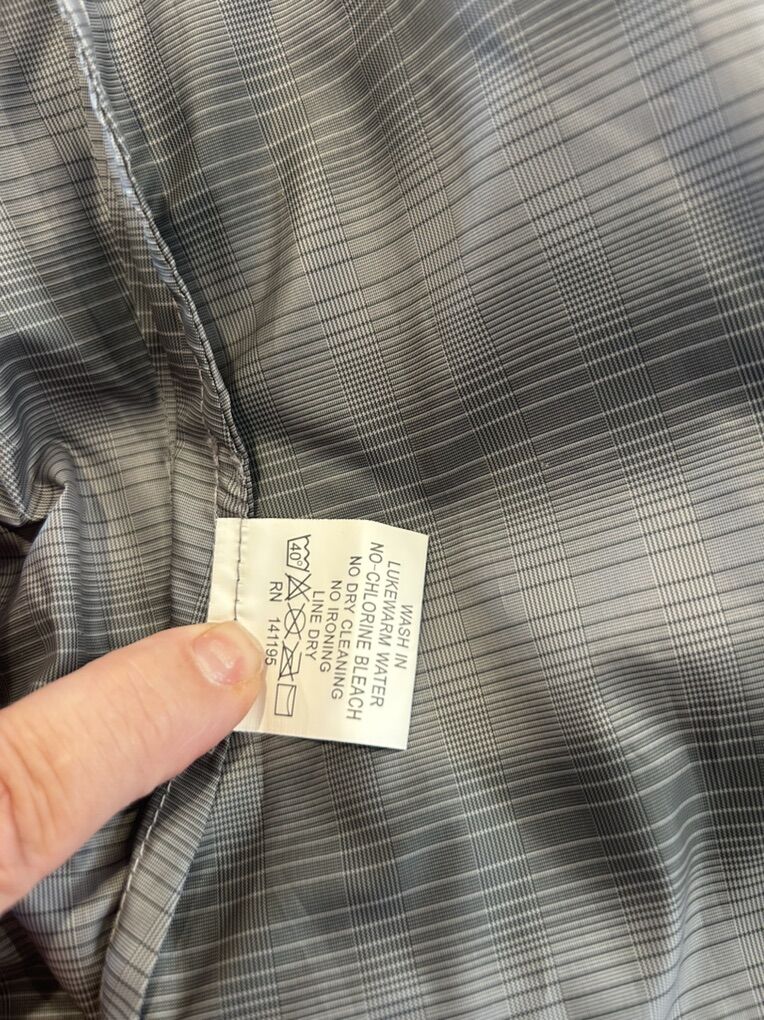 WASH IN
LUKEWARM WATER
NO-CHLORINE BLEACH
NO DRY CLEANING
NO IRONING
LINE DRY
40°
RN 141195